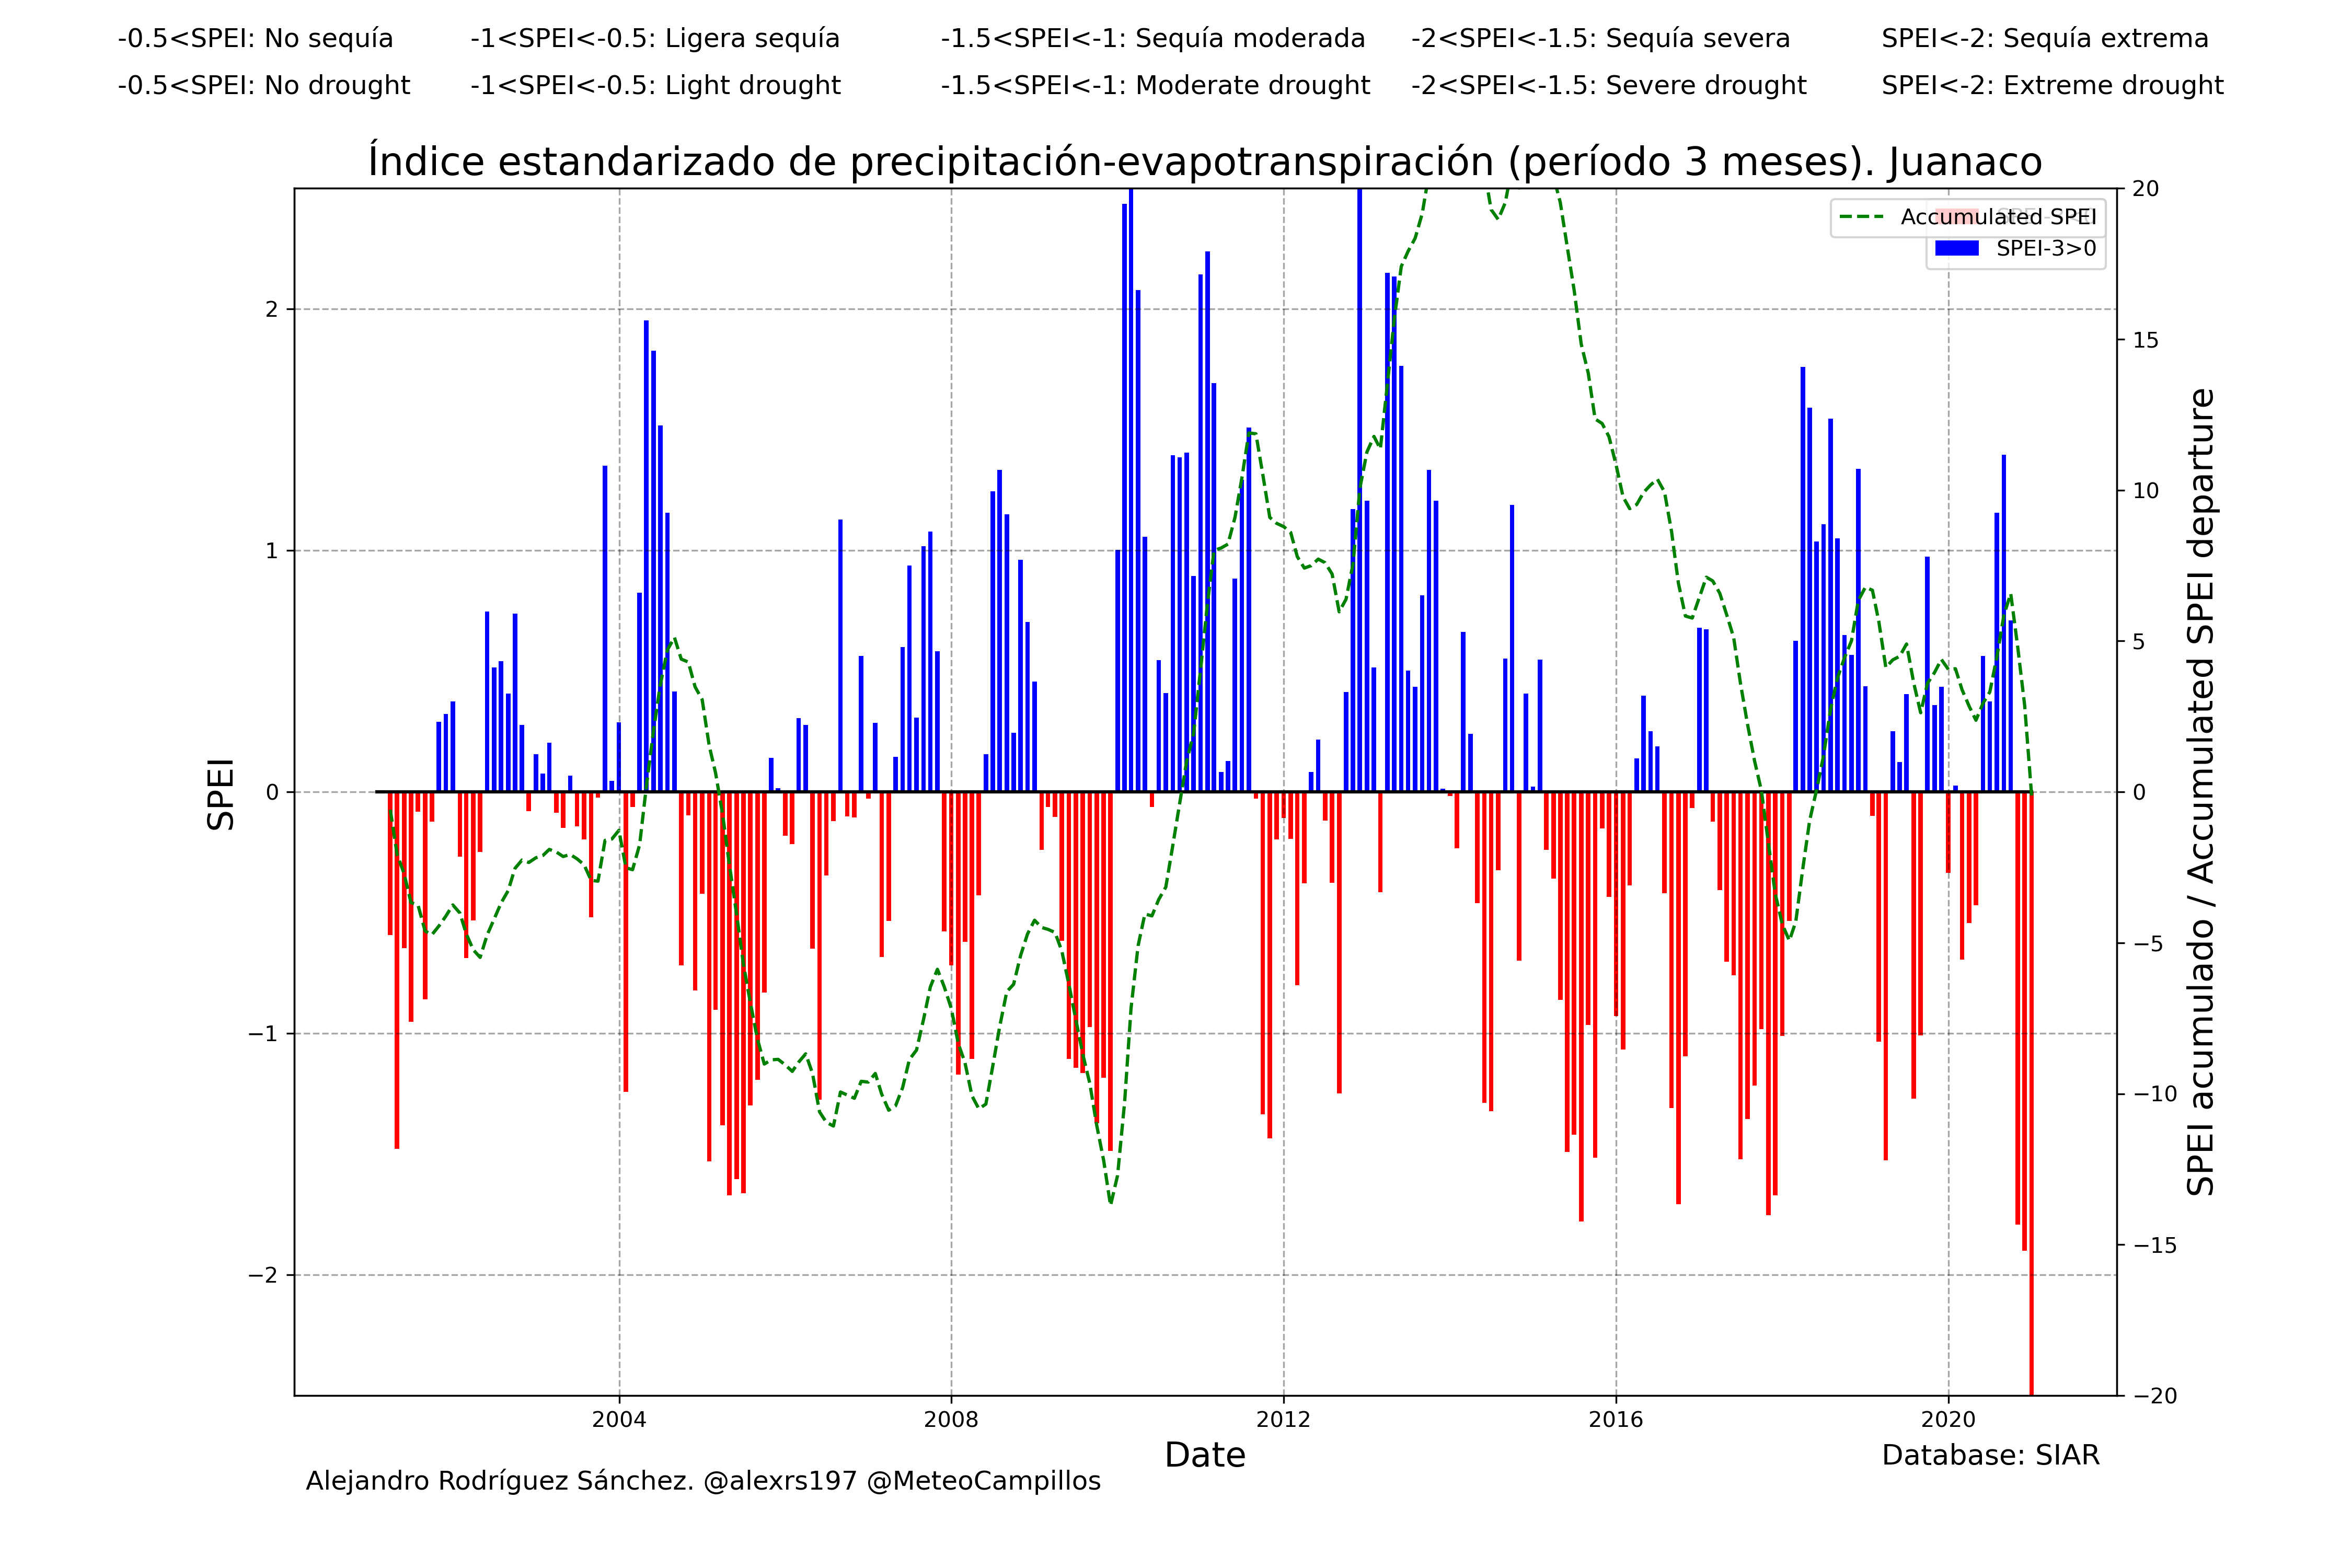 -0.5<SPEI: No sequía -1<SPEI<-0.5: Ligera sequía -1.5<SPEI<-1: Sequía moderada -2<SPEI<-1.5: Sequía severa SPEI<-2: Sequía extrema
-0.5<SPEI: No drought -1<SPEI<-0.5: Light drought -1.5<SPEI<-1: Moderate drought -2<SPEI<-1.5: Severe drought SPEI<-2: Extreme drought
Índice estandarizado de precipitación-evapotranspiración (período 3 meses). Juanaco
Accumulated SPEI
SPEI-3>0
SPEI
2
1
0
−1
−2
20
15
10
5
0
−5
−10
−15
−20
SPEI acumulado / Accumulated SPEI departure
2004 2008 2012 2016 2020
Date
Database: SIAR
Alejandro Rodríguez Sánchez. @alexrs197 @MeteoCampillos